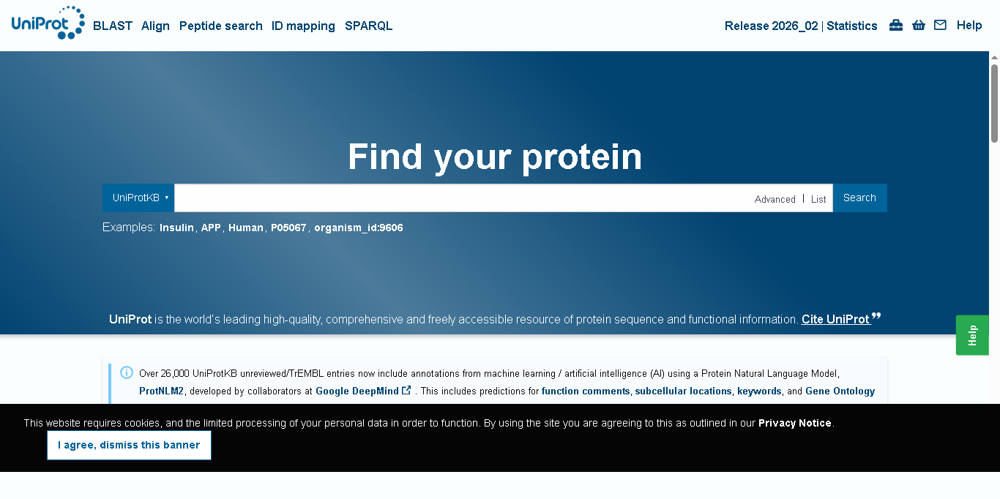 UniProt BLAST Align Peptide search ID mapping SPARQL Release 2026_02 | Statistics Help
Find your protein
UniProtKB ▾ Advanced | List Search
Examples: Insulin, APP, Human, P05067, organism_id:9606
UniProt is the world's leading high-quality, comprehensive and freely accessible resource of protein sequence and functional information. Cite UniProt ”
Help
Over 26,000 UniProtKB unreviewed/TrEMBL entries now include annotations from machine learning / artificial intelligence (AI) using a Protein Natural Language Model,
ProtNLM2, developed by collaborators at Google DeepMind . This includes predictions for function comments, subcellular locations, keywords, and Gene Ontology
This website requires cookies, and the limited processing of your personal data in order to function. By using the site you are agreeing to this as outlined in our Privacy Notice.
I agree, dismiss this banner